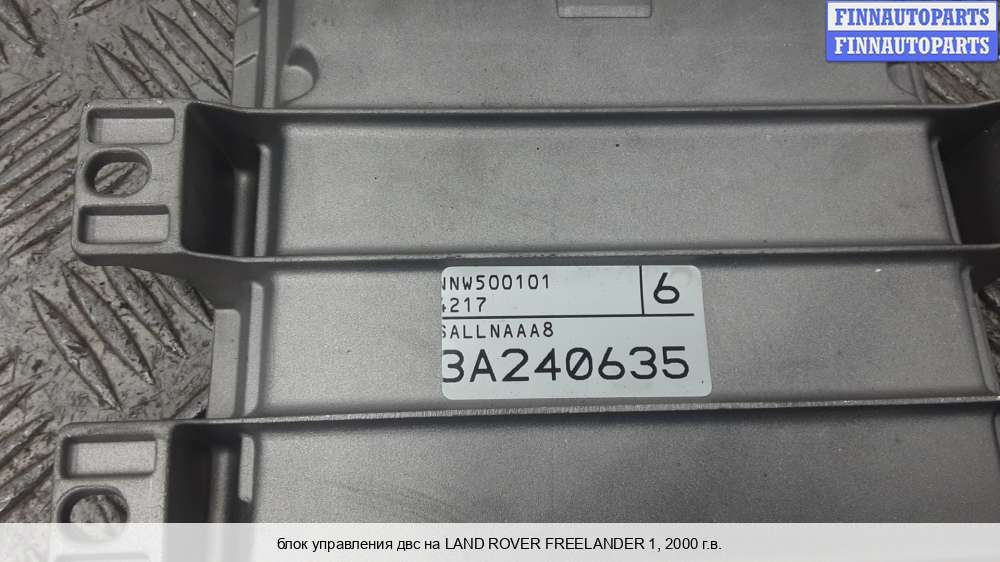 FINNAUTOPARTS
FINNAUTOPARTS
NNW500101
6
4217
SALLNAAA8
3A240635
блок управления двс на LAND ROVER FREELANDER 1, 2000 г.в.